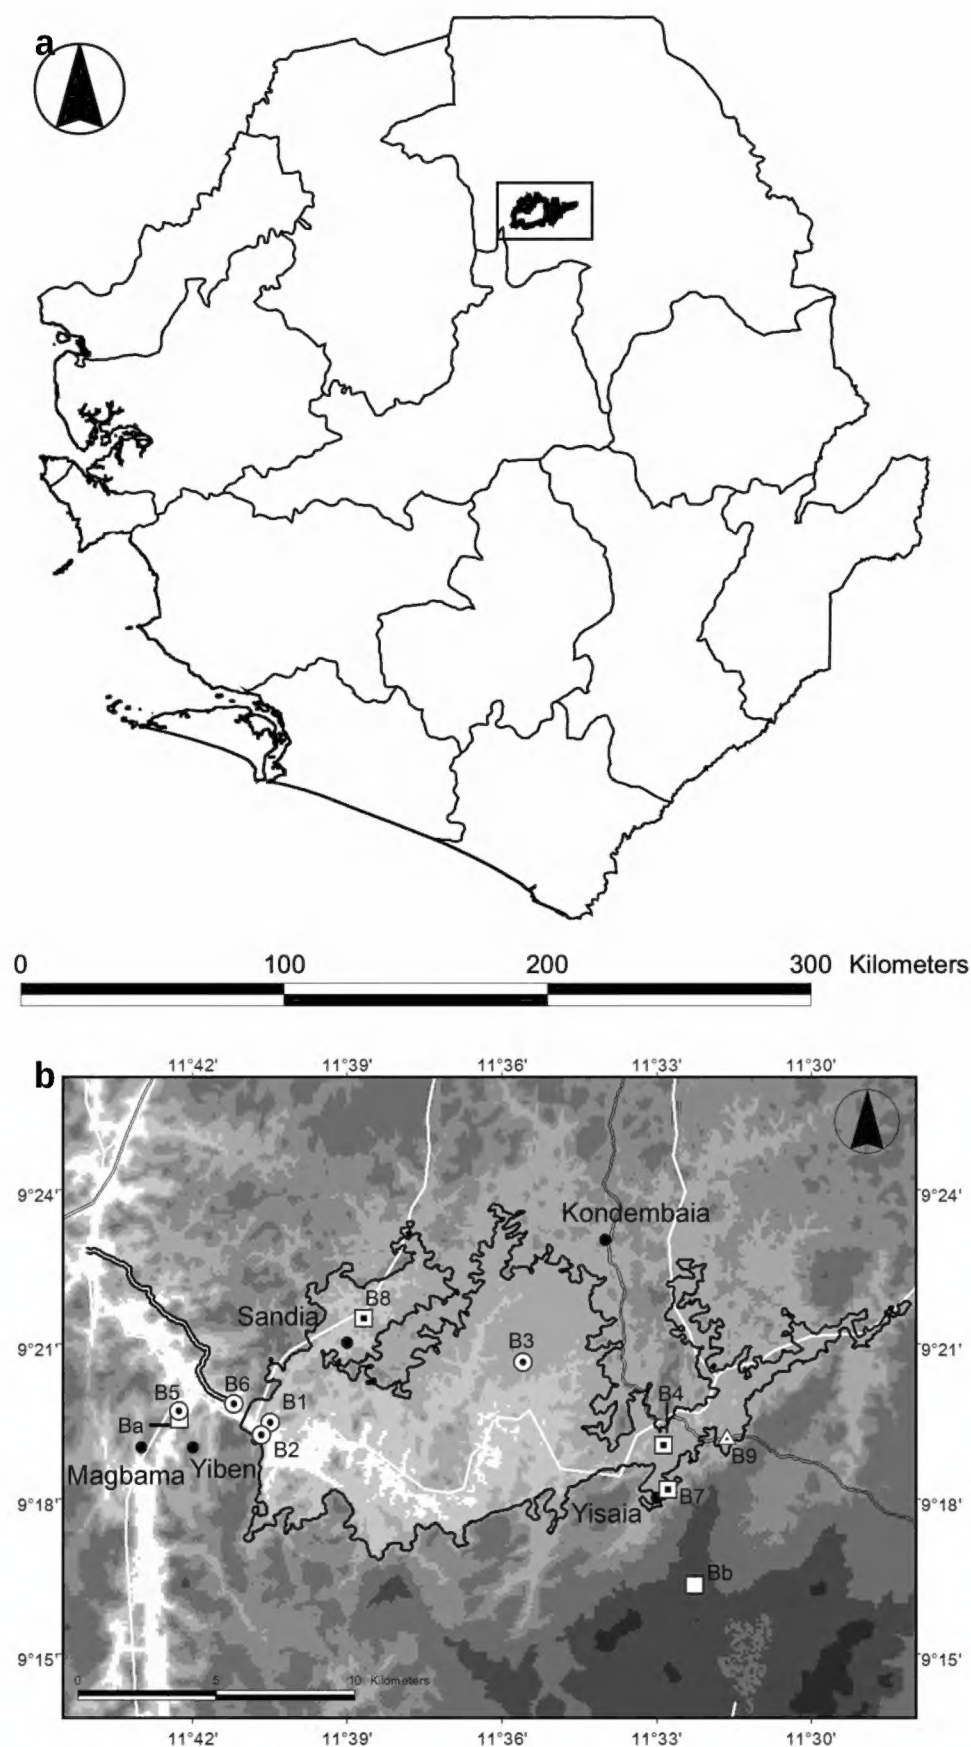 a
0 100 200 300 Kilometers
b
11°42' 11°39' 11°36' 11°33' 11°30'
9°24' 9°24'
Kondembaia
B8
Sandia
9°21' B3 9°21'
B5 B6 B1 B4
Ba
B2 B9
Magbama Yiben
9°18' B7 9°18'
Yisaia
Bb
9°15' 9°15'
0 5 10 Kilometers
11°42' 11°39' 11°36' 11°33' 11°30'